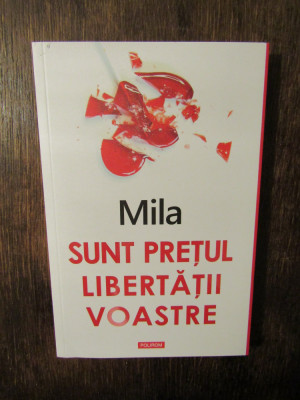 Mila
SUNT PREȚUL
LIBERTĂȚII
VOASTRE
POLIROM